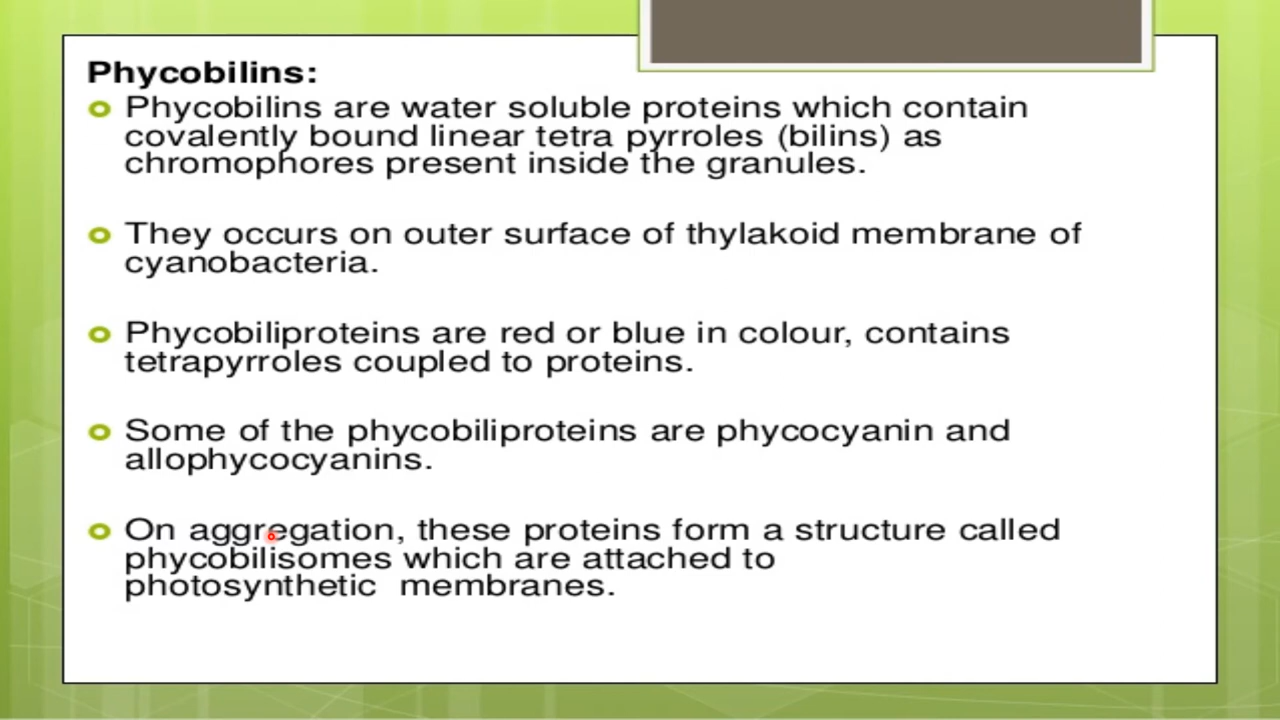 Phycobilins:
Phycobilins are water soluble proteins which contain
covalently bound linear tetra pyrroles (bilins) as
chromophores present inside the granules.
They occurs on outer surface of thylakoid membrane of
cyanobacteria.
Phycobiliproteins are red or blue in colour, contains
tetrapyrroles coupled to proteins.
Some of the phycobiliproteins are phycocyanin and
allophycocyanins.
On aggregation, these proteins form a structure called
phycobilisomes which are attached to
photosynthetic  membranes.